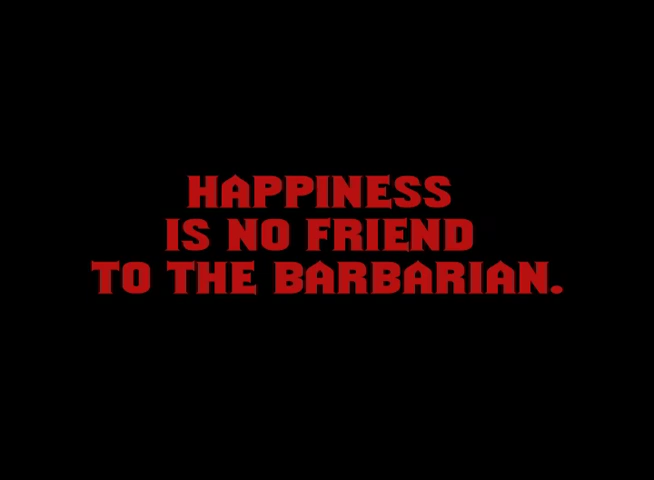 HAPPINESS
IS NO FRIEND
TO THE BARBARIAN.